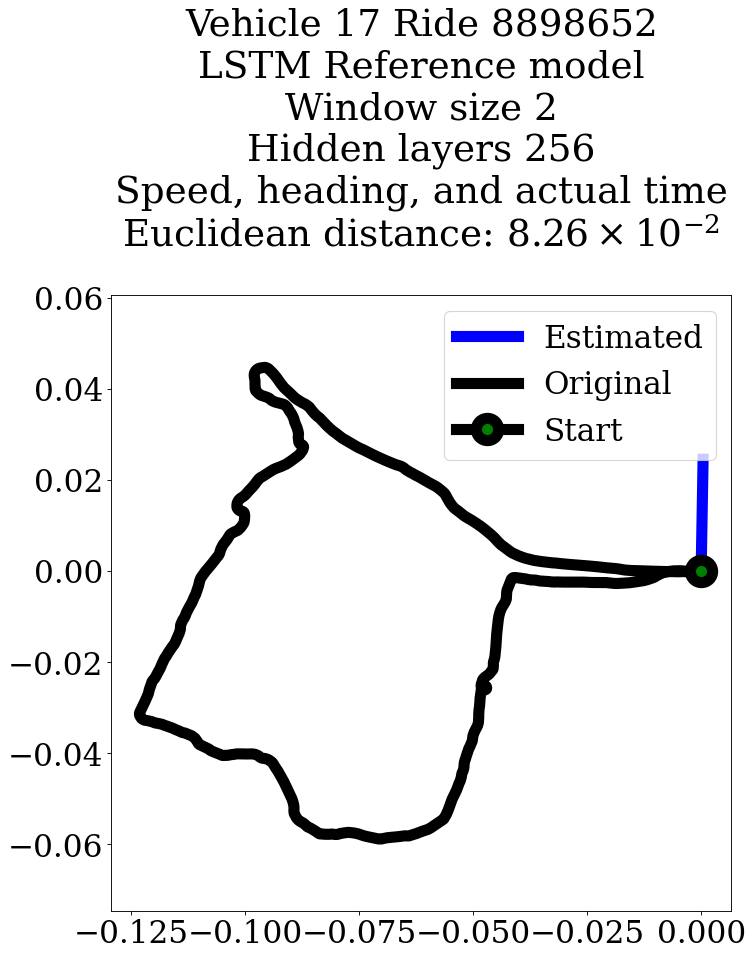 Vehicle 17 Ride 8898652
LSTM Reference model
Window size 2
Hidden layers 256
Speed, heading, and actual time
Euclidean distance: 8.26 × 10⁻²
Estimated
Original
Start
0.06
0.04
0.02
0.00
−0.02
−0.04
−0.06
−0.125 −0.100 −0.075 −0.050 −0.025 0.000